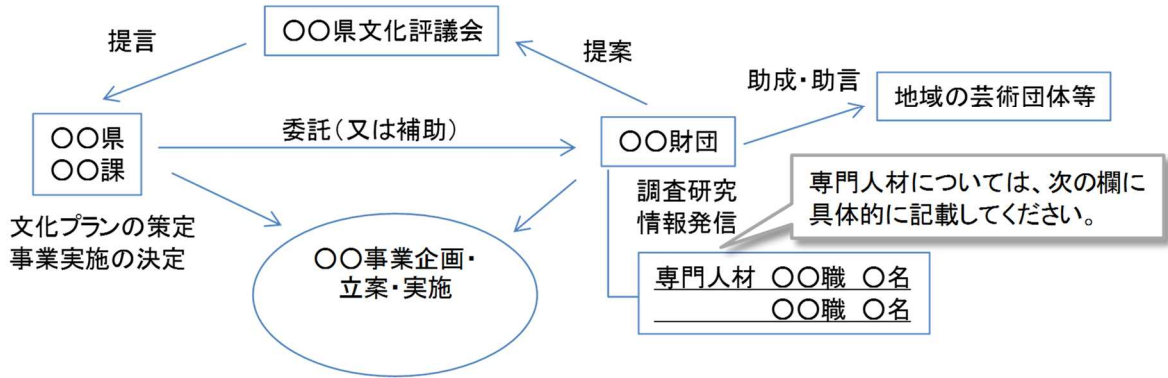 〇〇県文化評議会
提言
提案
助成・助言
地域の芸術団体等
〇〇県
〇〇課
委託(又は補助)
〇〇財団
文化プランの策定
事業実施の決定
調査研究
情報発信
専門人材については、次の欄に
具体的に記載してください。
〇〇事業企画・
立案・実施
専門人材 〇〇職 〇名
〇〇職 〇名